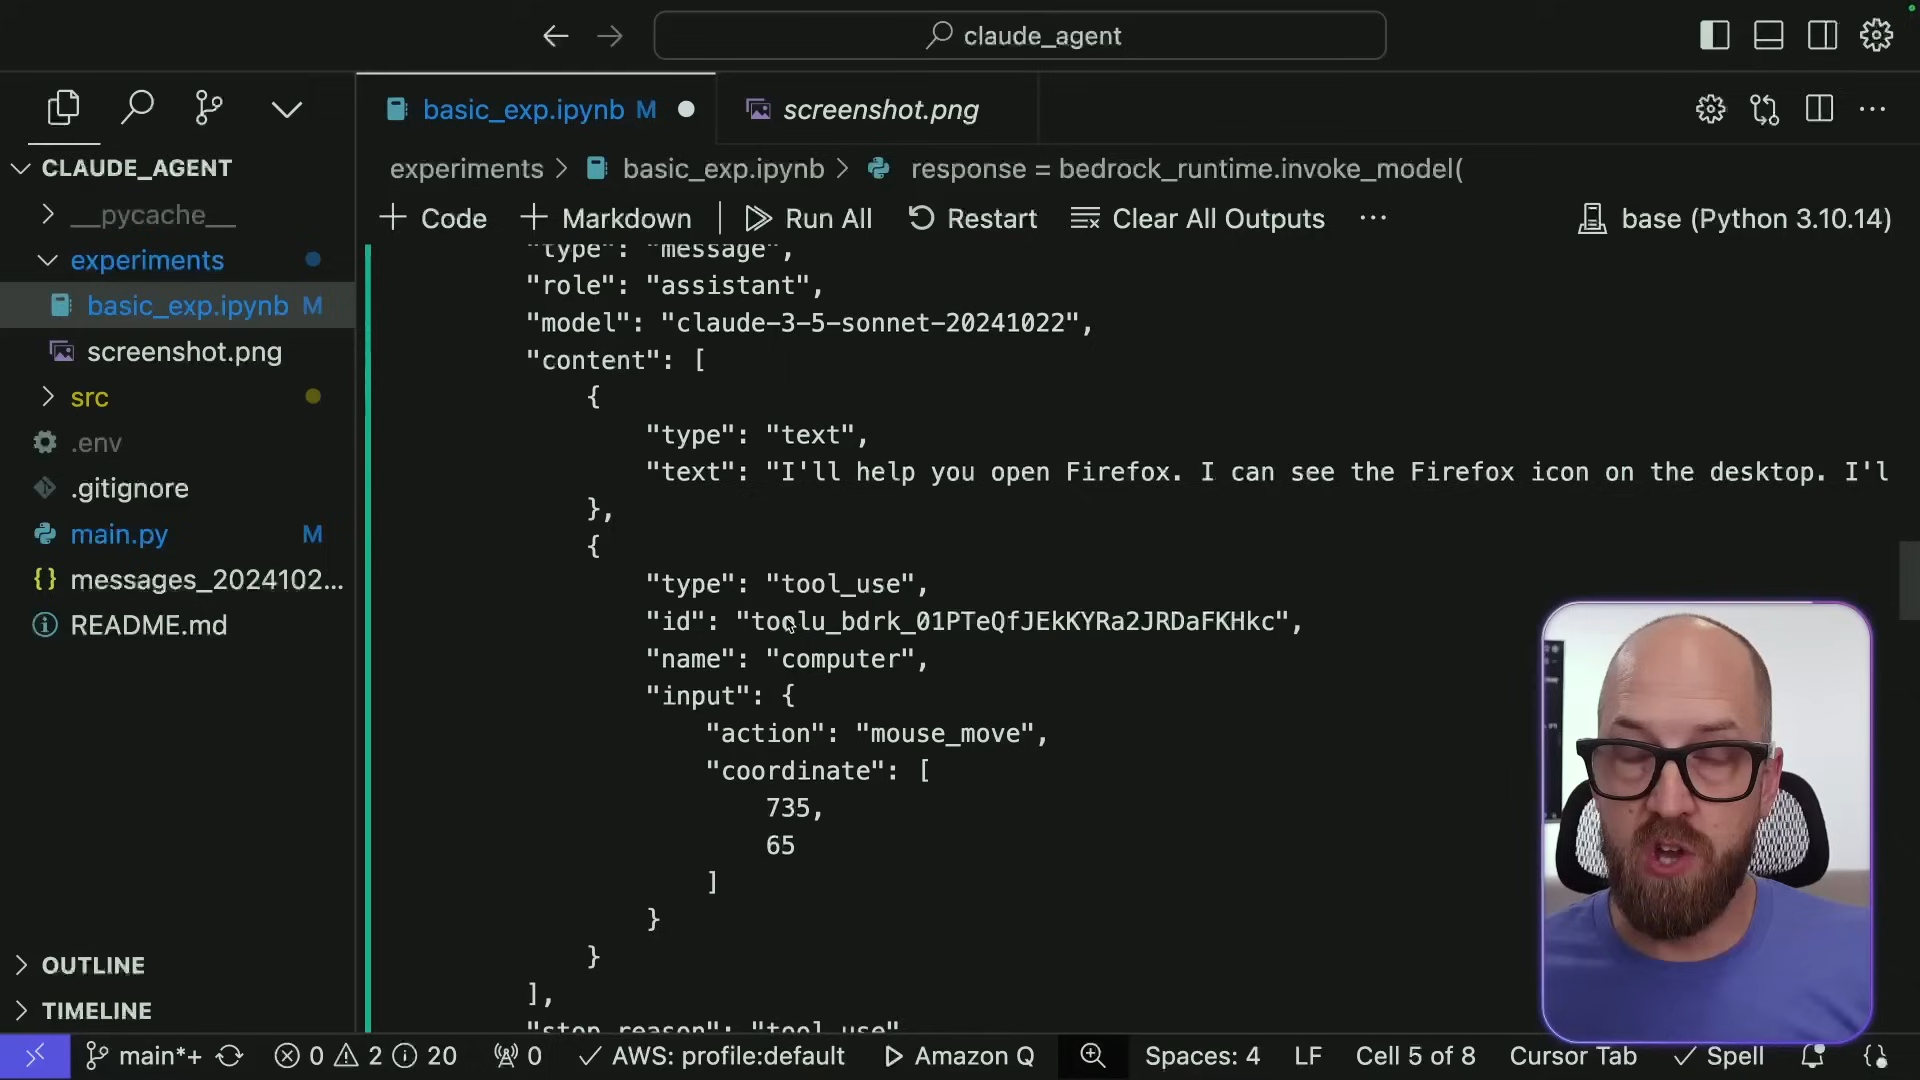 claude_agent
basic_exp.ipynb M
screenshot.png
CLAUDE_AGENT
__pycache__
experiments
basic_exp.ipynb M
screenshot.png
src
.env
.gitignore
main.py M
messages_2024102...
README.md
OUTLINE
TIMELINE
experiments > basic_exp.ipynb > response = bedrock_runtime.invoke_model(
+ Code + Markdown | Run All Restart Clear All Outputs ... base (Python 3.10.14)
"type": "message",
"role": "assistant",
"model": "claude-3-5-sonnet-20241022",
"content": [
{
"type": "text",
"text": "I'll help you open Firefox. I can see the Firefox icon on the desktop. I'l
},
{
"type": "tool_use",
"id": "toolu_bdrk_01PTeQfJEkKYRa2JRDaFKHkc",
"name": "computer",
"input": {
"action": "mouse_move",
"coordinate": [
735,
65
]
}
}
],
"stop_reason": "tool_use"
main*+ 0 2 20 0 AWS: profile:default Amazon Q Spaces: 4 LF Cell 5 of 8 Cursor Tab Spell